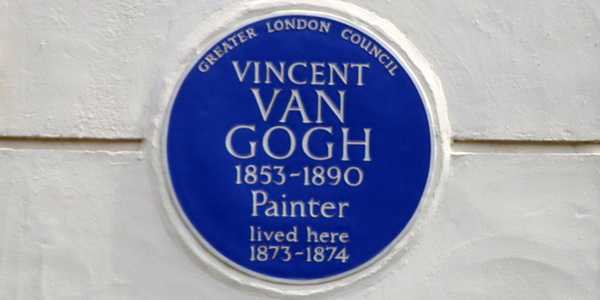 GREATER LONDON COUNCIL
VINCENT
VAN
GOGH
1853-1890
Painter
lived here
1873-1874